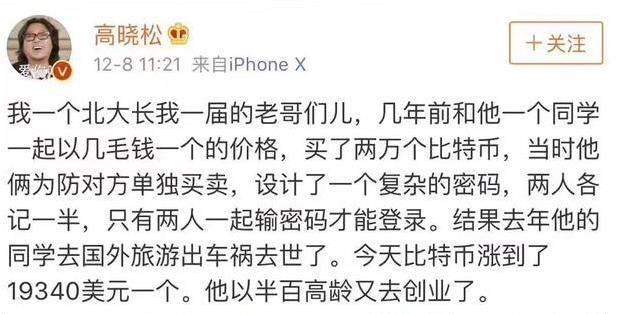 高晓松
+关注
12-8 11:21 来自iPhone X
爱你
我一个北大长我一届的老哥们儿，几年前和他一个同学
一起以几毛钱一个的价格，买了两万个比特币，当时他
俩为防对方单独买卖，设计了一个复杂的密码，两人各
记一半，只有两人一起输密码才能登录。结果去年他的
同学去国外旅游出车祸去世了。今天比特币涨到了
19340美元一个。他以半百高龄又去创业了。